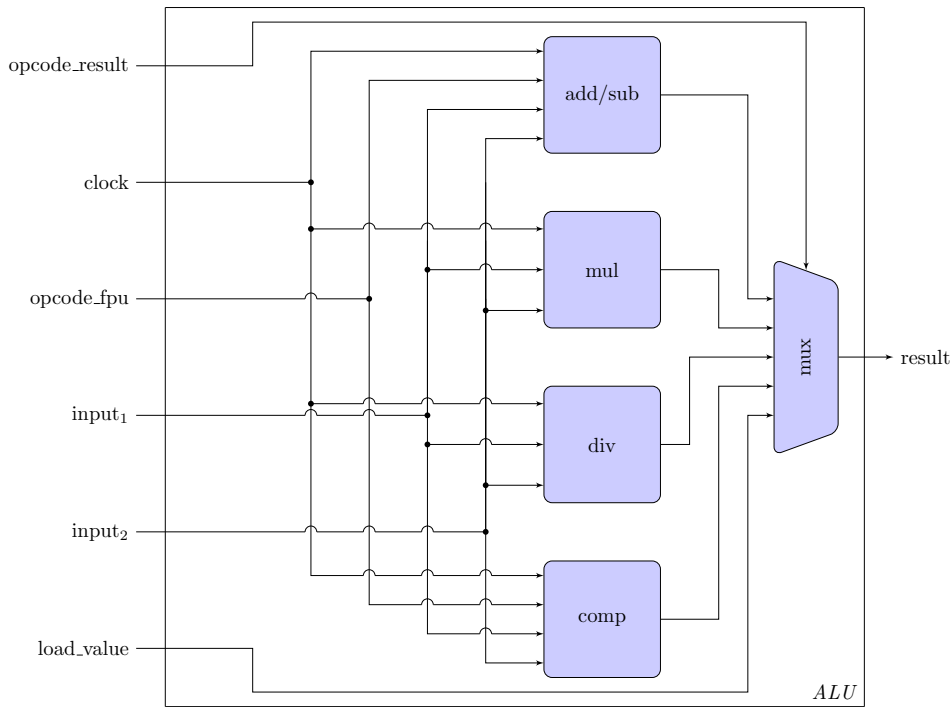 opcode_result
add/sub
clock
mul
opcode_fpu
mux
result
input₁
div
input₂
comp
load_value
ALU